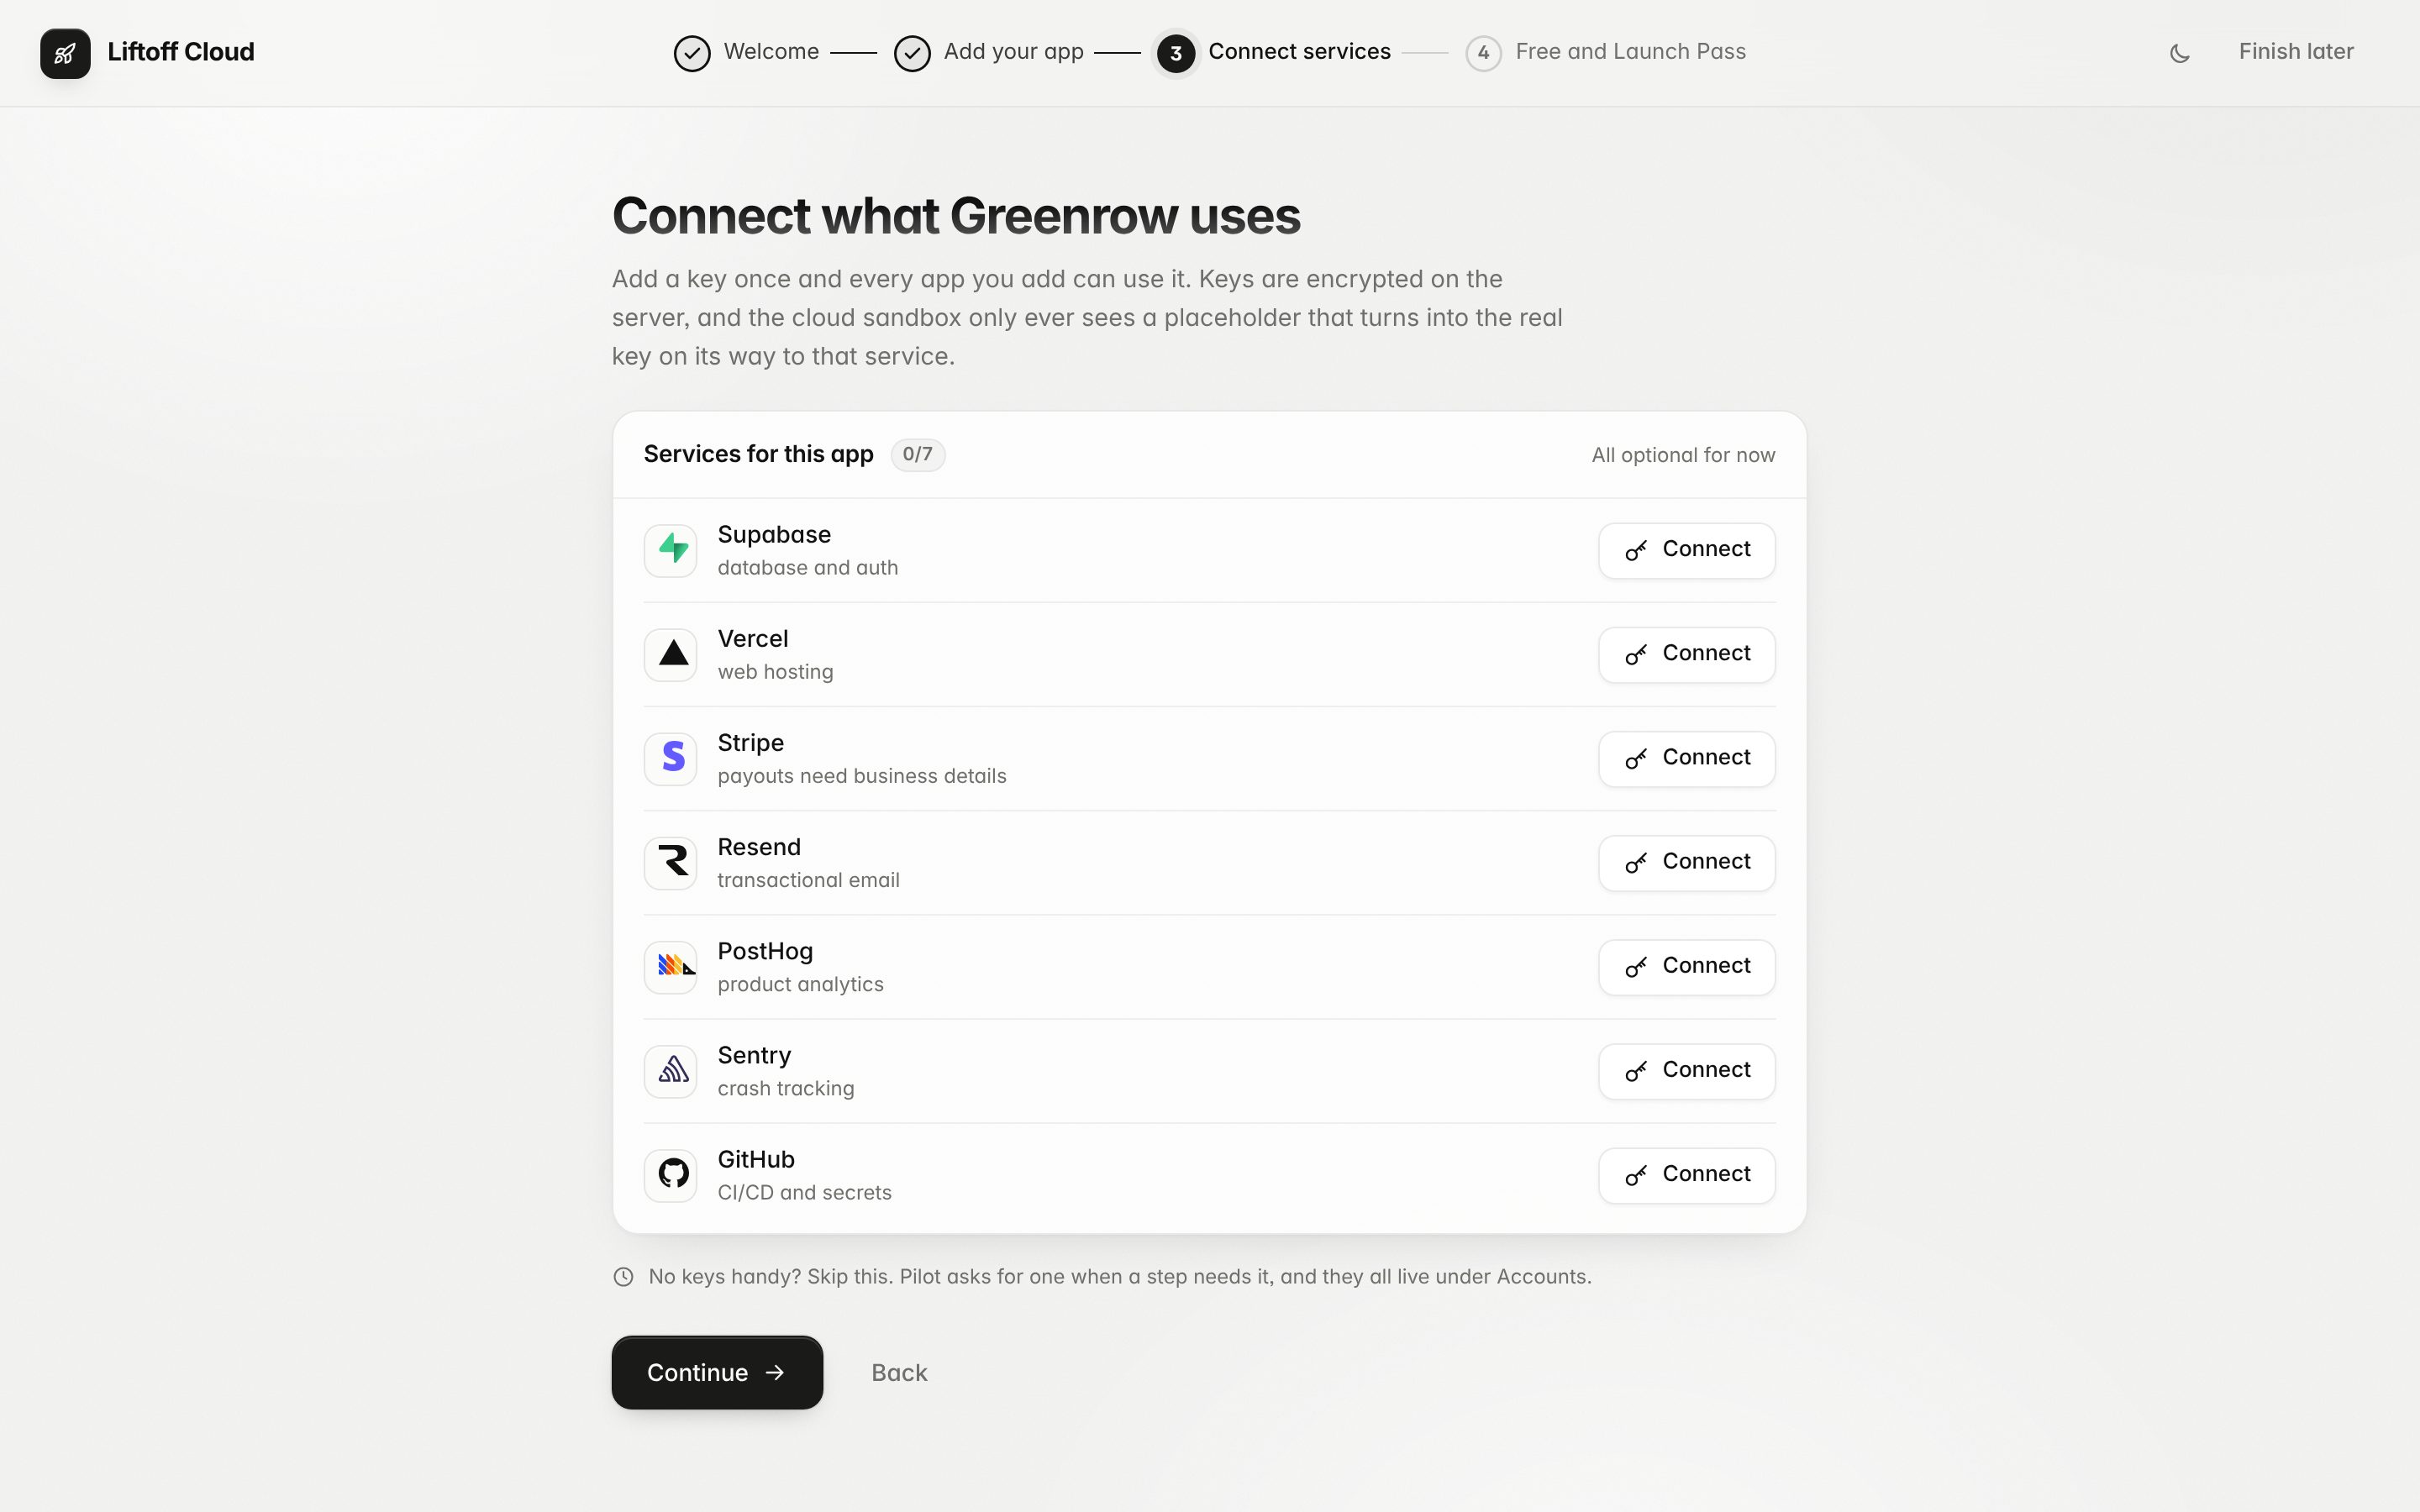 Liftoff Cloud
Welcome
Add your app
3 Connect services
4 Free and Launch Pass
Finish later
Connect what Greenrow uses
Add a key once and every app you add can use it. Keys are encrypted on the
server, and the cloud sandbox only ever sees a placeholder that turns into the real
key on its way to that service.
Services for this app 0/7
All optional for now
Supabase
database and auth
Connect
Vercel
web hosting
Connect
Stripe
payouts need business details
Connect
Resend
transactional email
Connect
PostHog
product analytics
Connect
Sentry
crash tracking
Connect
GitHub
CI/CD and secrets
Connect
No keys handy? Skip this. Pilot asks for one when a step needs it, and they all live under Accounts.
Continue
Back